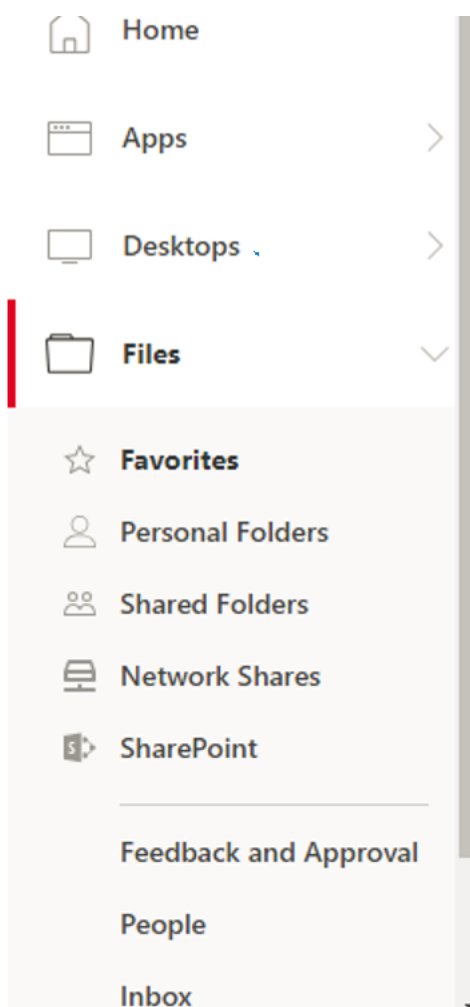 Home
Apps
Desktops
Files
Favorites
Personal Folders
Shared Folders
Network Shares
SharePoint
Feedback and Approval
People
Inbox